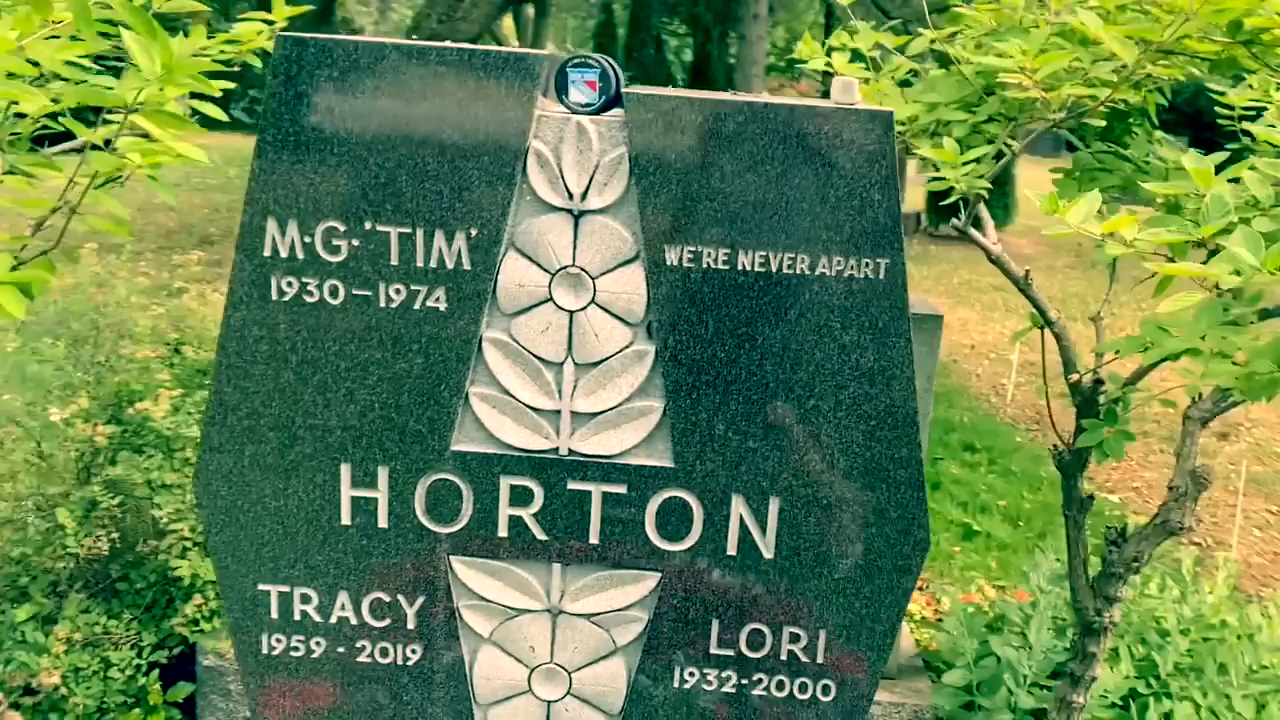 M·G·'TIM'
1930-1974
WE'RE NEVER APART
HORTON
TRACY
1959-2019
LORI
1932-2000